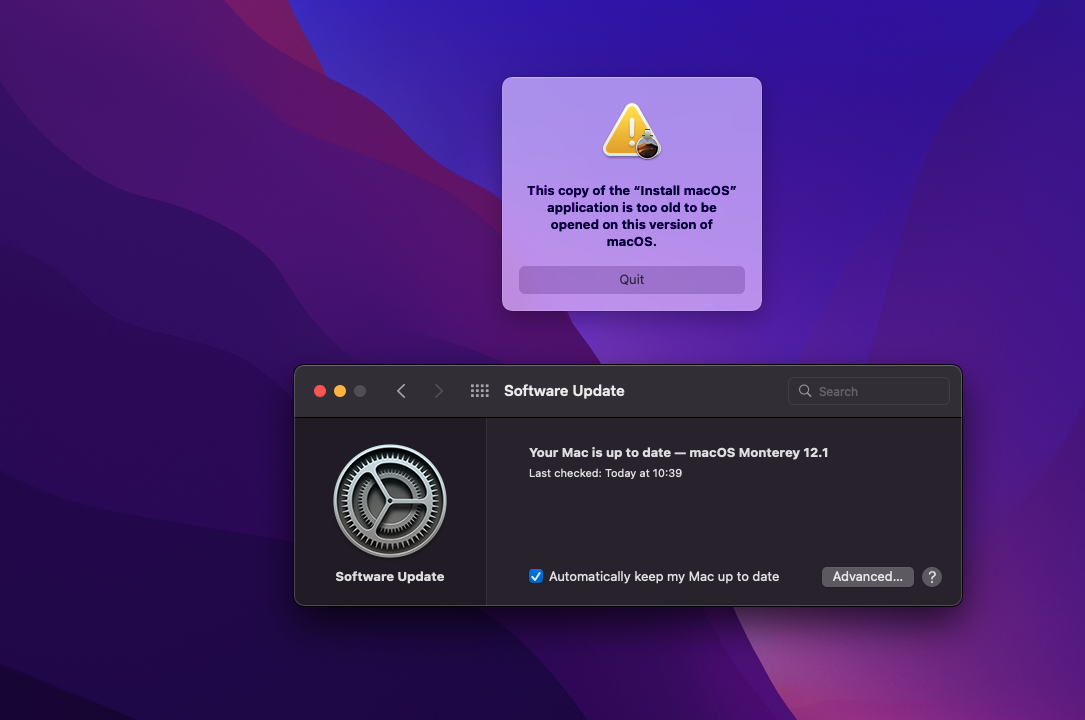 This copy of the “Install macOS”
application is too old to be
opened on this version of
macOS.
Quit
Software Update
Search
Your Mac is up to date — macOS Monterey 12.1
Last checked: Today at 10:39
Software Update
Automatically keep my Mac up to date
Advanced...
?